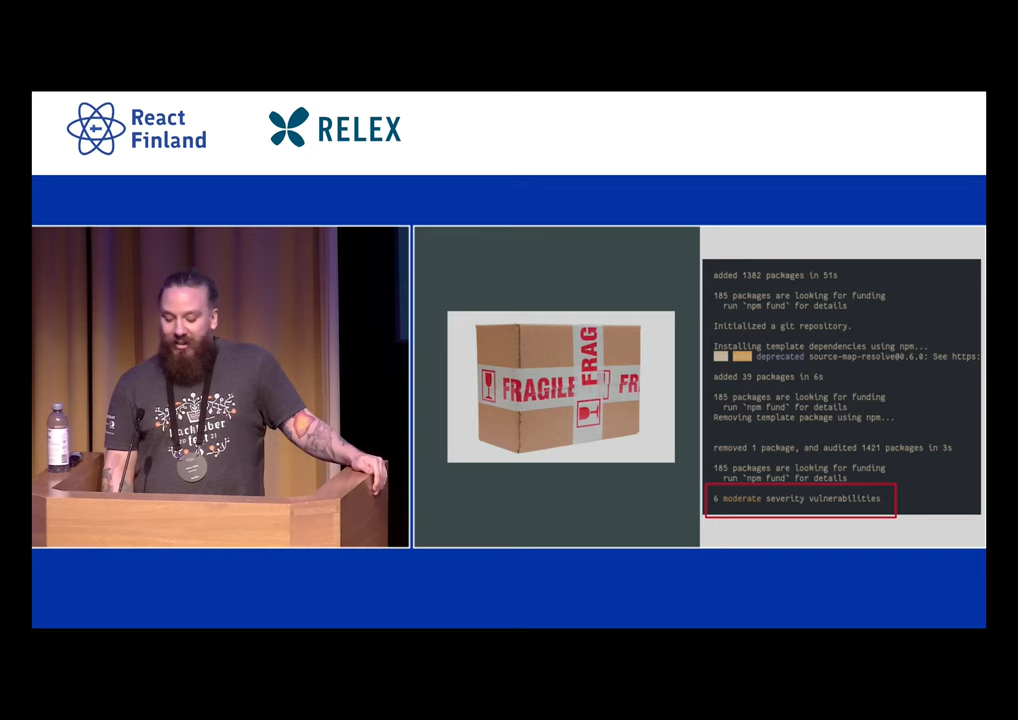 React
Finland
RELEX
hacktober
fest 21
FRAGILE
FRAG
FR
added 1382 packages in 51s
185 packages are looking for funding
run `npm fund` for details
Initialized a git repository.
Installing template dependencies using npm...
deprecated source-map-resolve@0.6.0: See https:
added 39 packages in 6s
185 packages are looking for funding
run `npm fund` for details
Removing template package using npm...
removed 1 package, and audited 1421 packages in 3s
185 packages are looking for funding
run `npm fund` for details
6 moderate severity vulnerabilities